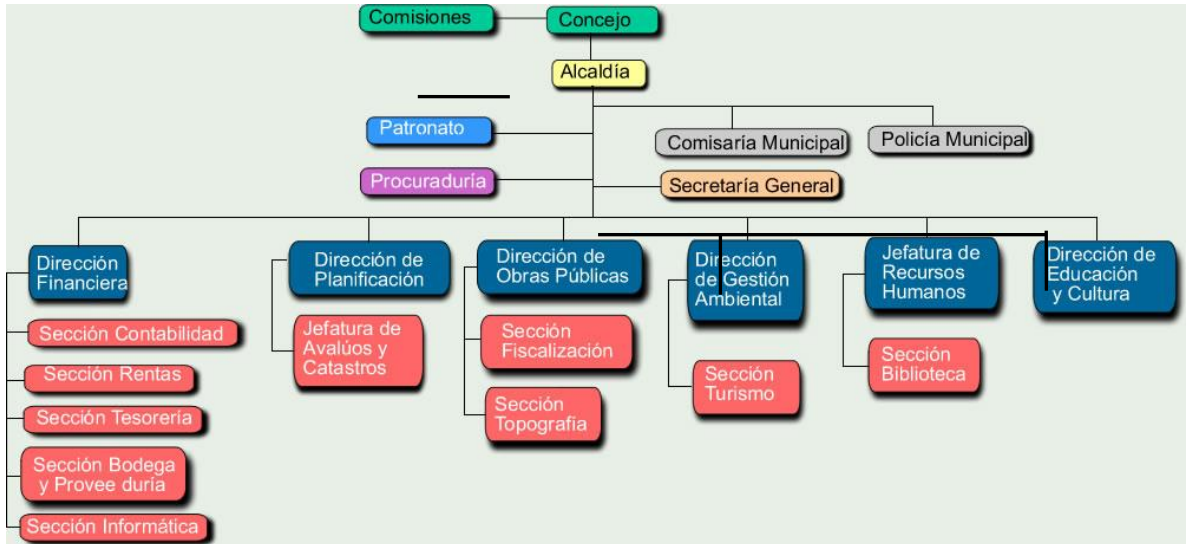 Comisiones
Concejo
Alcaldía
Patronato
Comisaría Municipal
Policía Municipal
Procuraduría
Secretaría General
Dirección
Financiera
Sección Contabilidad
Sección Rentas
Sección Tesorería
Sección Bodega
y Provee duría
Sección Informática
Dirección de
Planificación
Jefatura de
Avalúos y
Catastros
Dirección de
Obras Públicas
Sección
Fiscalización
Sección
Topografía
Dirección
de Gestión
Ambiental
Sección
Turismo
Jefatura de
Recursos
Humanos
Sección
Biblioteca
Dirección de
Educación
y Cultura